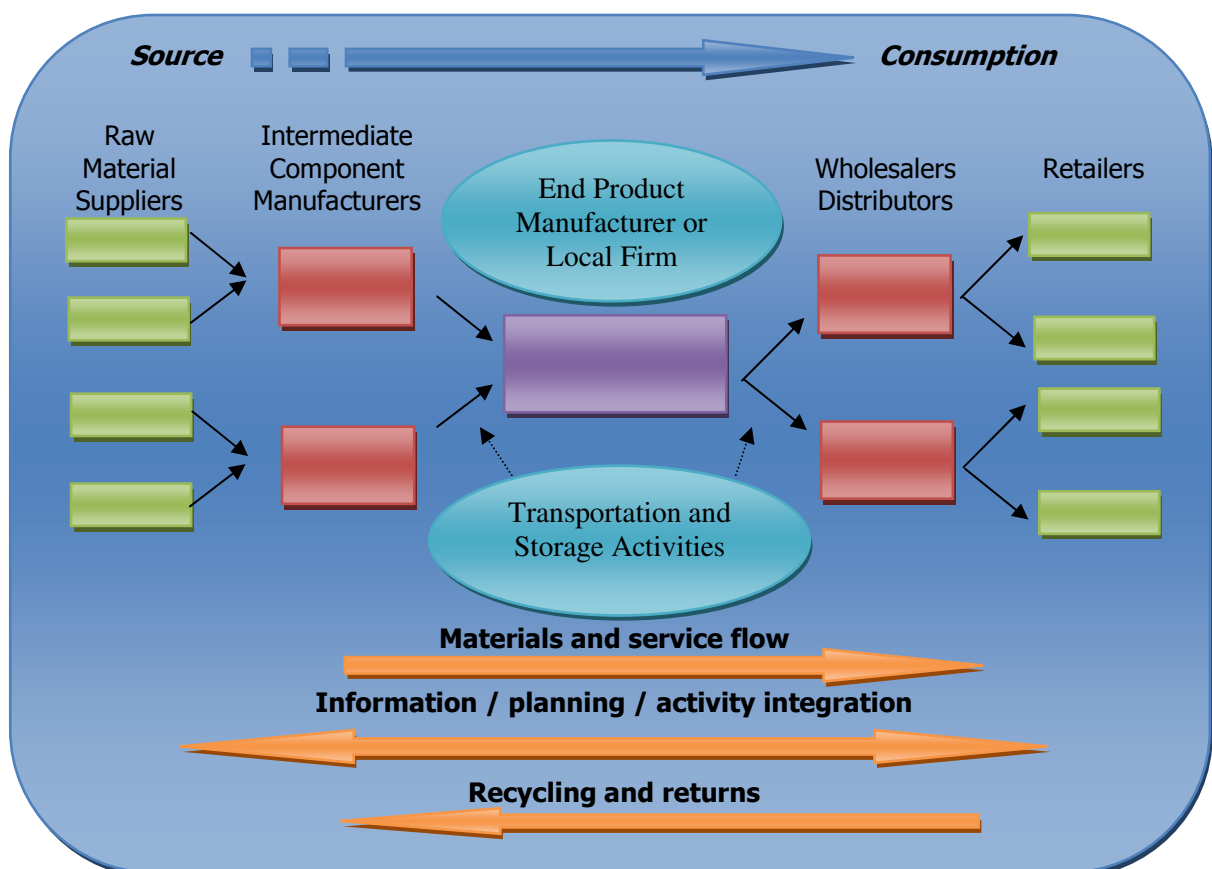 Source
Consumption
Raw
Material
Suppliers
Intermediate
Component
Manufacturers
End Product
Manufacturer or
Local Firm
Wholesalers
Distributors
Retailers
Transportation and
Storage Activities
Materials and service flow
Information / planning / activity integration
Recycling and returns